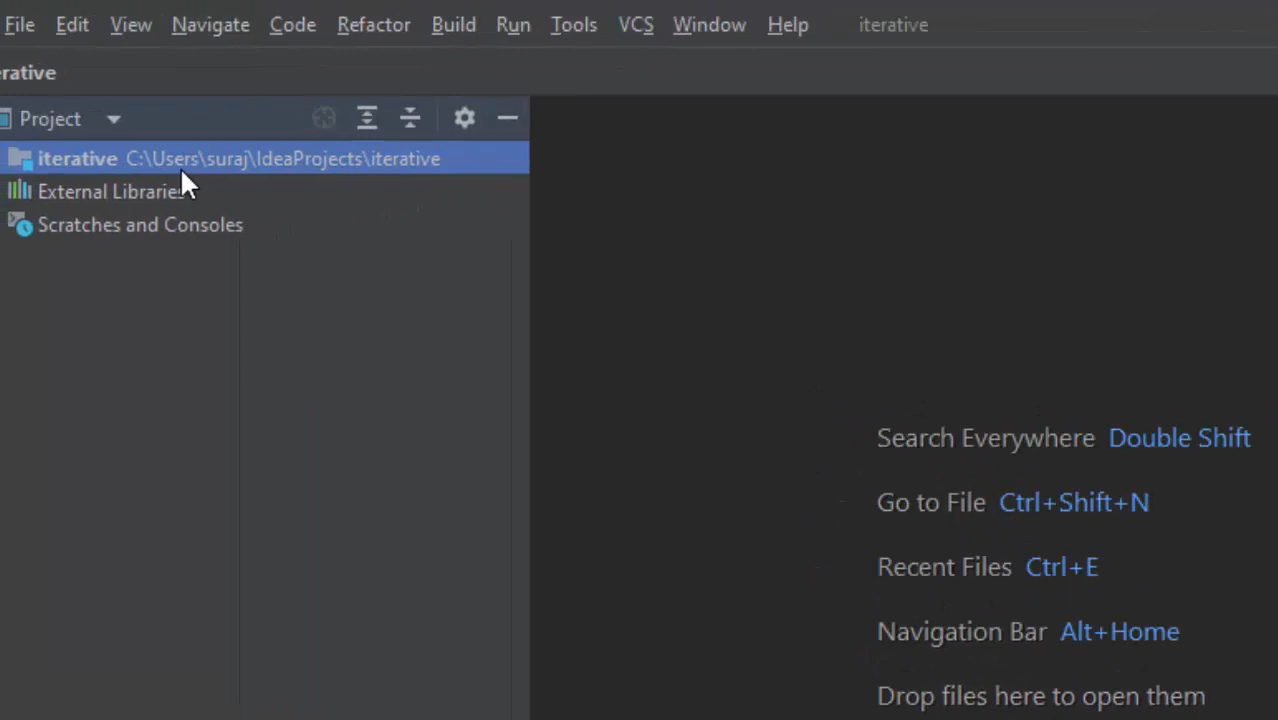 File Edit View Navigate Code Refactor Build Run Tools VCS Window Help iterative
erative
Project
iterative C:\Users\suraj\IdeaProjects\iterative
External Libraries
Scratches and Consoles
Search Everywhere Double Shift
Go to File Ctrl+Shift+N
Recent Files Ctrl+E
Navigation Bar Alt+Home
Drop files here to open them